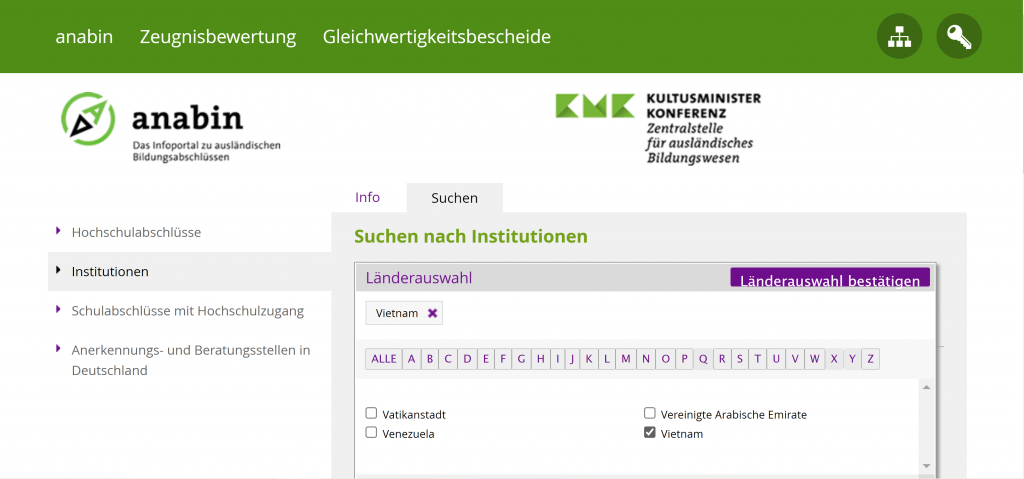 anabin Zeugnisbewertung Gleichwertigkeitsbescheide
anabin
Das Infoportal zu ausländischen
Bildungsabschlüssen
KULTUSMINISTER
KONFERENZ
Zentralstelle
für ausländisches
Bildungswesen
KMK
Info Suchen
Hochschulabschlüsse
Institutionen
Schulabschlüsse mit Hochschulzugang
Anerkennungs- und Beratungsstellen in
Deutschland
Suchen nach Institutionen
Länderauswahl Länderauswahl bestätigen
Vietnam
ALLE A B C D E F G H I J K L M N O P Q R S T U V W X Y Z
Vatikanstadt Vereinigte Arabische Emirate
Venezuela Vietnam